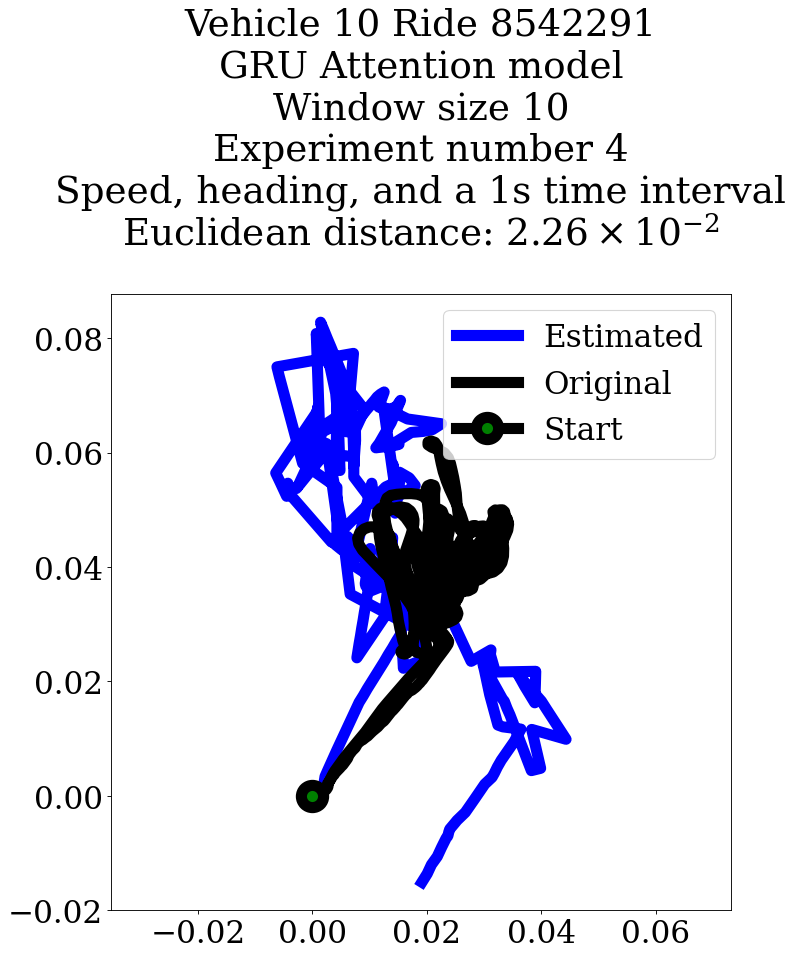 Vehicle 10 Ride 8542291
GRU Attention model
Window size 10
Experiment number 4
Speed, heading, and a 1s time interval
Euclidean distance: 2.26 × 10⁻²
Estimated
Original
Start
0.08
0.06
0.04
0.02
0.00
−0.02
−0.02 0.00 0.02 0.04 0.06